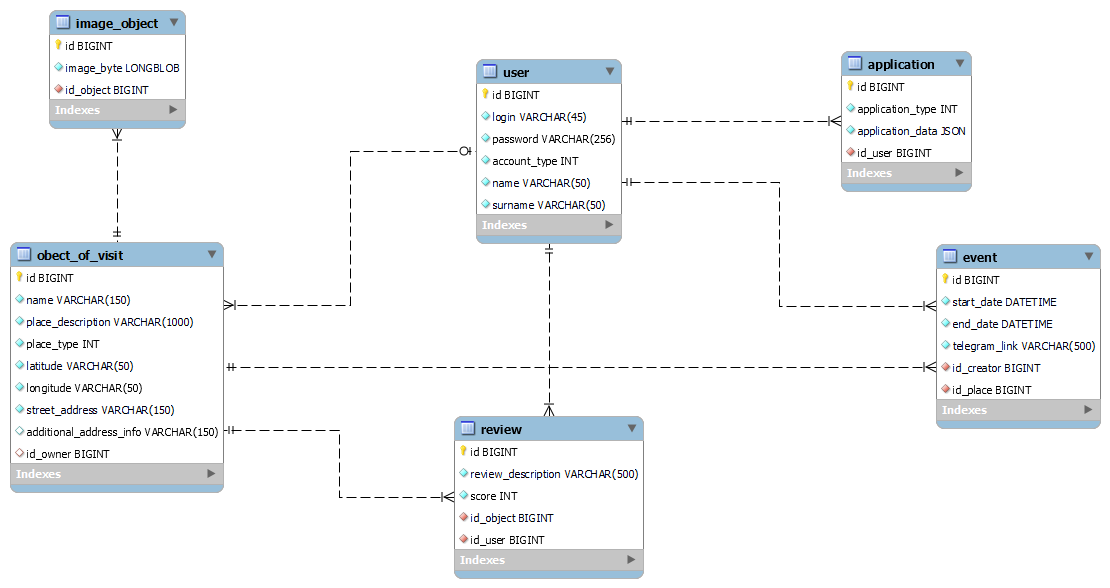 image_object
id BIGINT
image_byte LONGBLOB
id_object BIGINT
Indexes
user
id BIGINT
login VARCHAR(45)
password VARCHAR(256)
account_type INT
name VARCHAR(50)
surname VARCHAR(50)
Indexes
application
id BIGINT
application_type INT
application_data JSON
id_user BIGINT
Indexes
obect_of_visit
id BIGINT
name VARCHAR(150)
place_description VARCHAR(1000)
place_type INT
latitude VARCHAR(50)
longitude VARCHAR(50)
street_address VARCHAR(150)
additional_address_info VARCHAR(150)
id_owner BIGINT
Indexes
event
id BIGINT
start_date DATETIME
end_date DATETIME
telegram_link VARCHAR(500)
id_creator BIGINT
id_place BIGINT
Indexes
review
id BIGINT
review_description VARCHAR(500)
score INT
id_object BIGINT
id_user BIGINT
Indexes